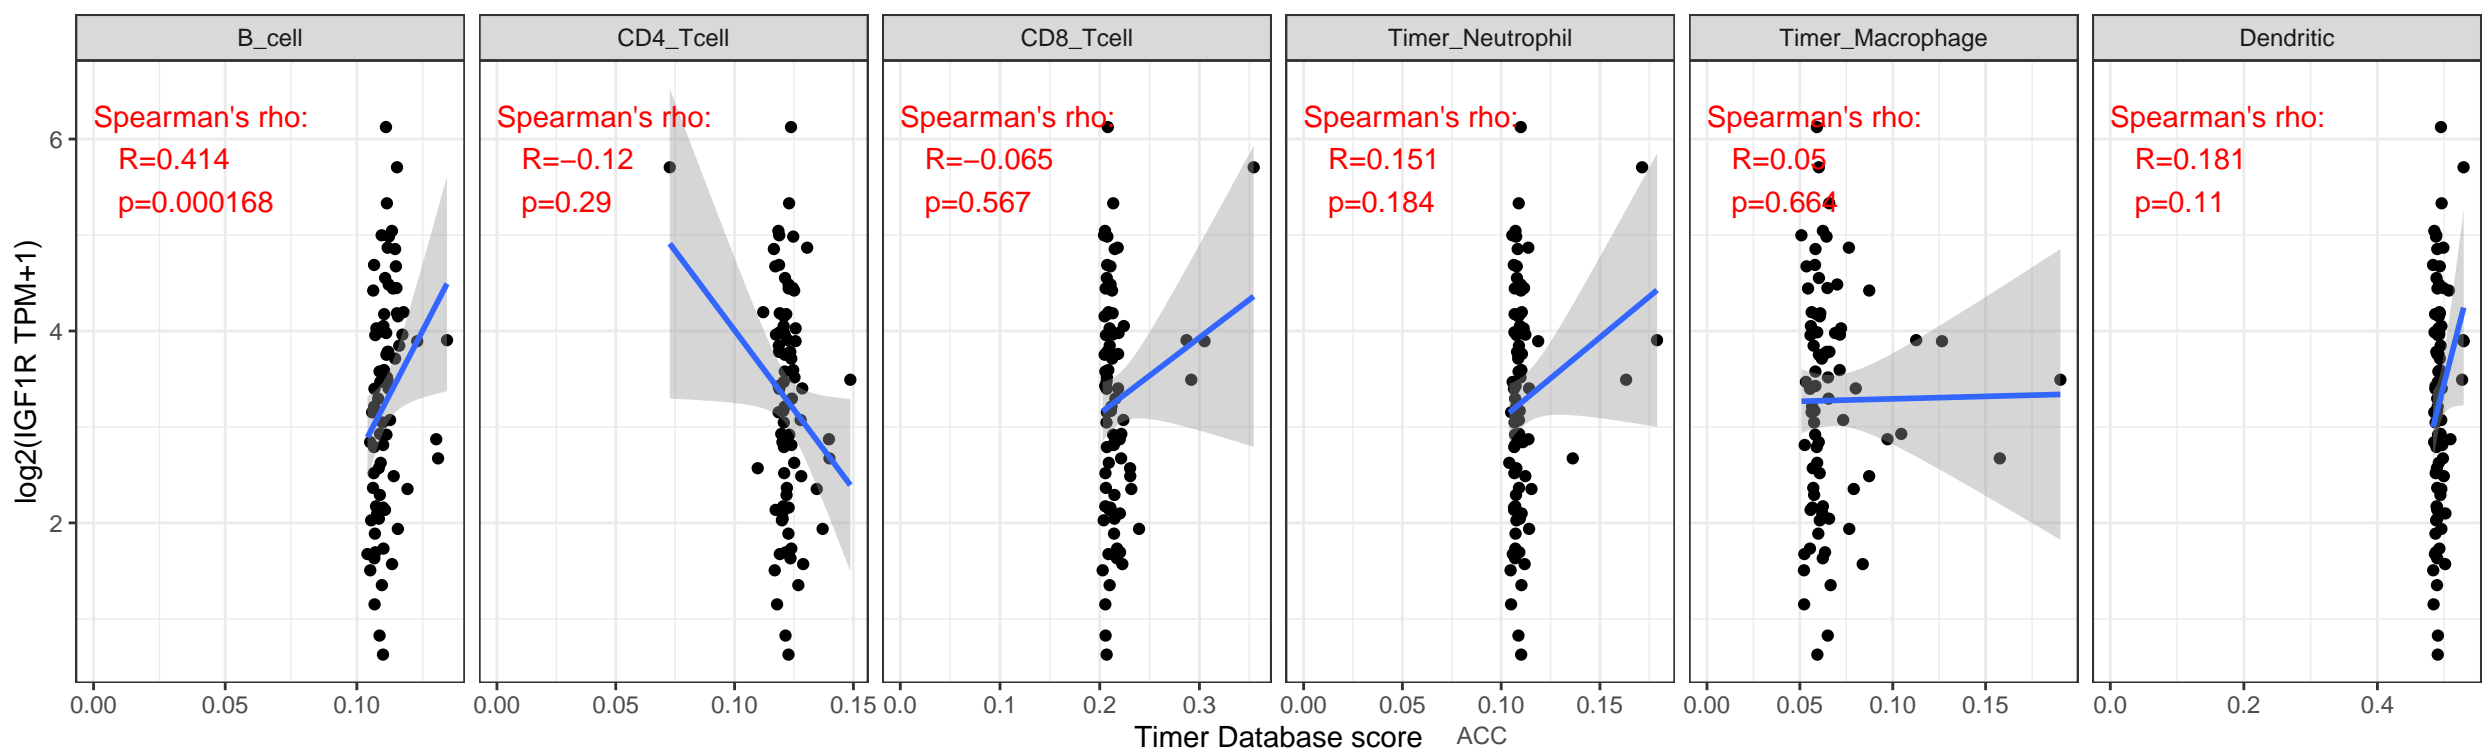 B_cell
CD4_Tcell
CD8_Tcell
Timer_Neutrophil
Timer_Macrophage
Dendritic
Spearman's rho:
R=0.414
p=0.000168
Spearman's rho:
R=−0.12
p=0.29
Spearman's rho:
R=−0.065
p=0.567
Spearman's rho:
R=0.151
p=0.184
Spearman's rho:
R=0.05
p=0.664
Spearman's rho:
R=0.181
p=0.11
log2(IGF1R TPM+1)
6
4
2
0.00 0.05 0.10
0.00 0.05 0.10 0.15
0.0 0.1 0.2 0.3
0.00 0.05 0.10 0.15
0.00 0.05 0.10 0.15
0.0 0.2 0.4
Timer Database score ACC